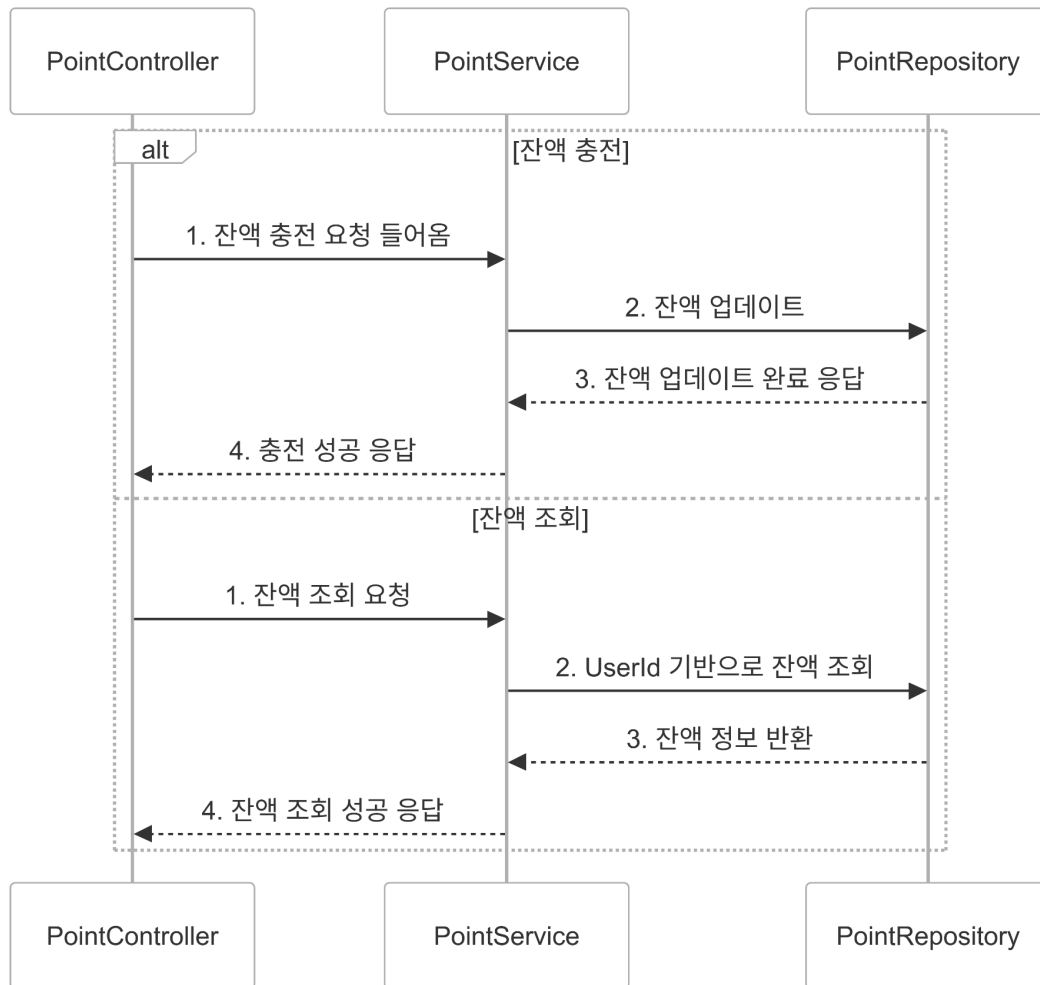 PointController
PointService
PointRepository
alt
[잔액 충전]
1. 잔액 충전 요청 들어옴
2. 잔액 업데이트
3. 잔액 업데이트 완료 응답
4. 충전 성공 응답
[잔액 조회]
1. 잔액 조회 요청
2. UserId 기반으로 잔액 조회
3. 잔액 정보 반환
4. 잔액 조회 성공 응답
PointController
PointService
PointRepository